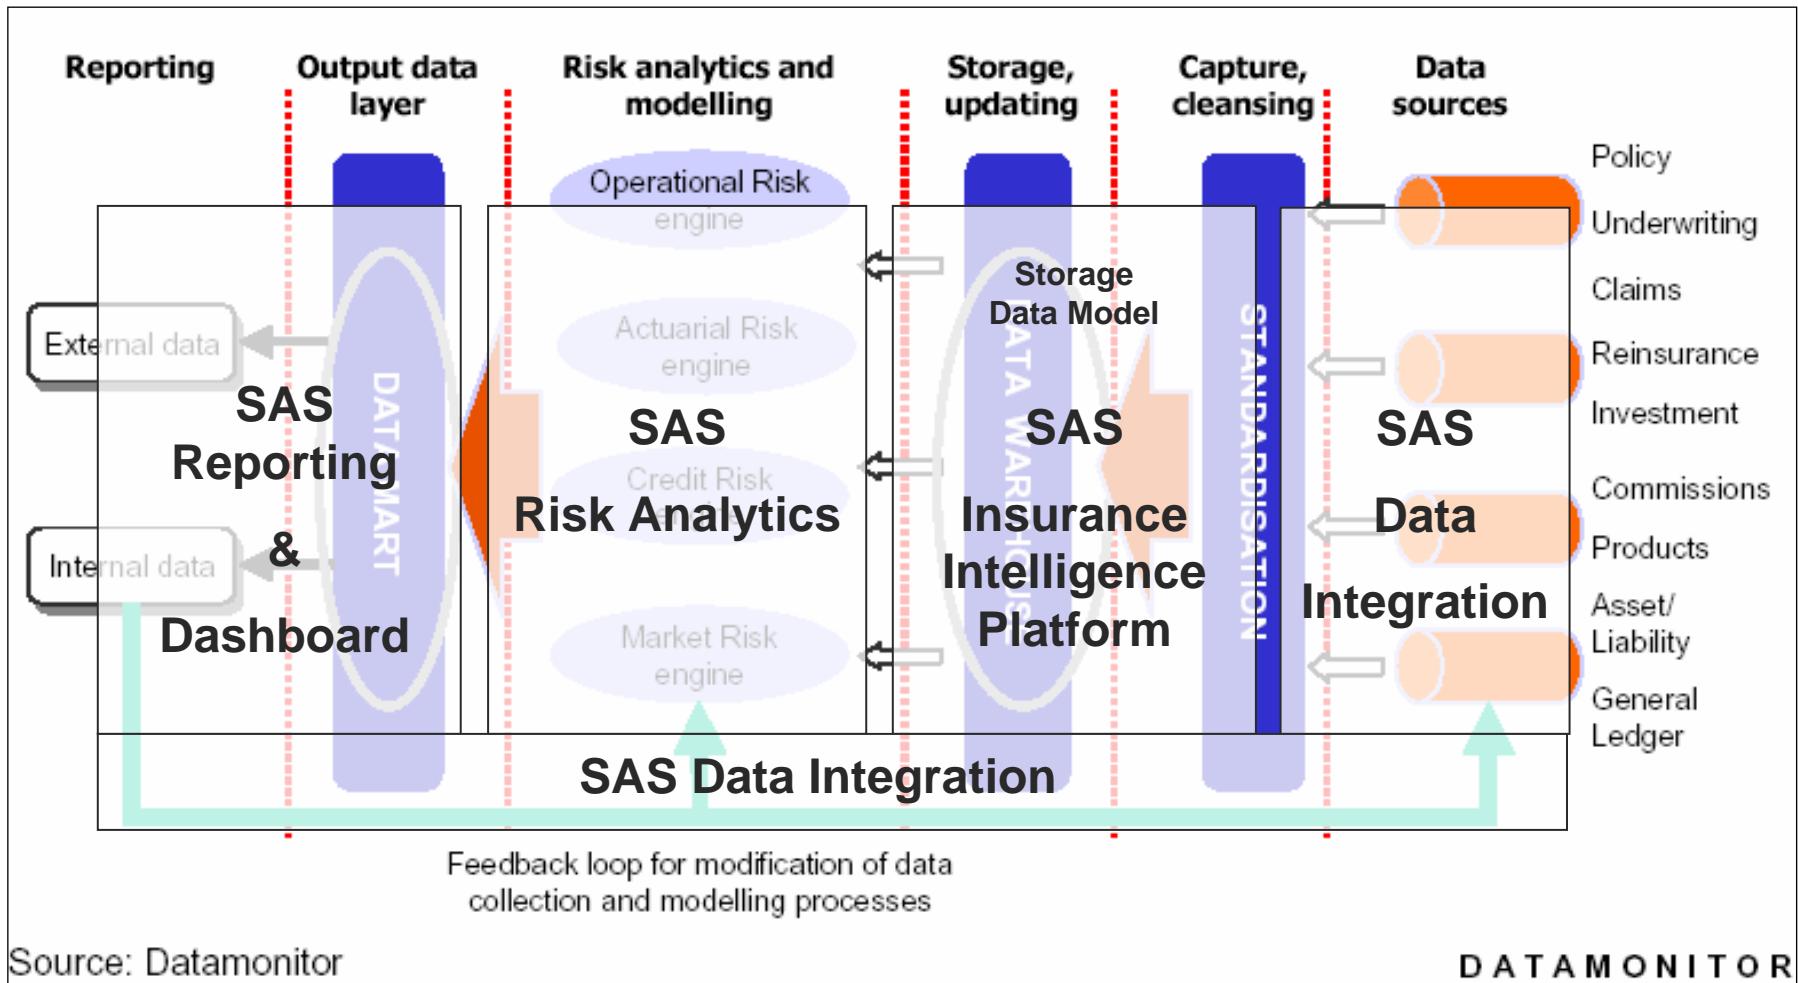 Reporting
Output data
layer
Risk analytics and
modelling
Storage,
updating
Capture,
cleansing
Data
sources
External data
Internal data
DATA MART
SAS
Reporting
&
Dashboard
Operational Risk
engine
Actuarial Risk
engine
Credit Risk
engine
Market Risk
engine
SAS
Risk Analytics
Storage
Data Model
DATA WAREHOUSE
SAS
Insurance
Intelligence
Platform
STANDARDISATION
SAS
Data
Integration
Policy
Underwriting
Claims
Reinsurance
Investment
Commissions
Products
Asset/
Liability
General
Ledger
SAS Data Integration
Feedback loop for modification of data
collection and modelling processes
Source: Datamonitor
DATAMONITOR